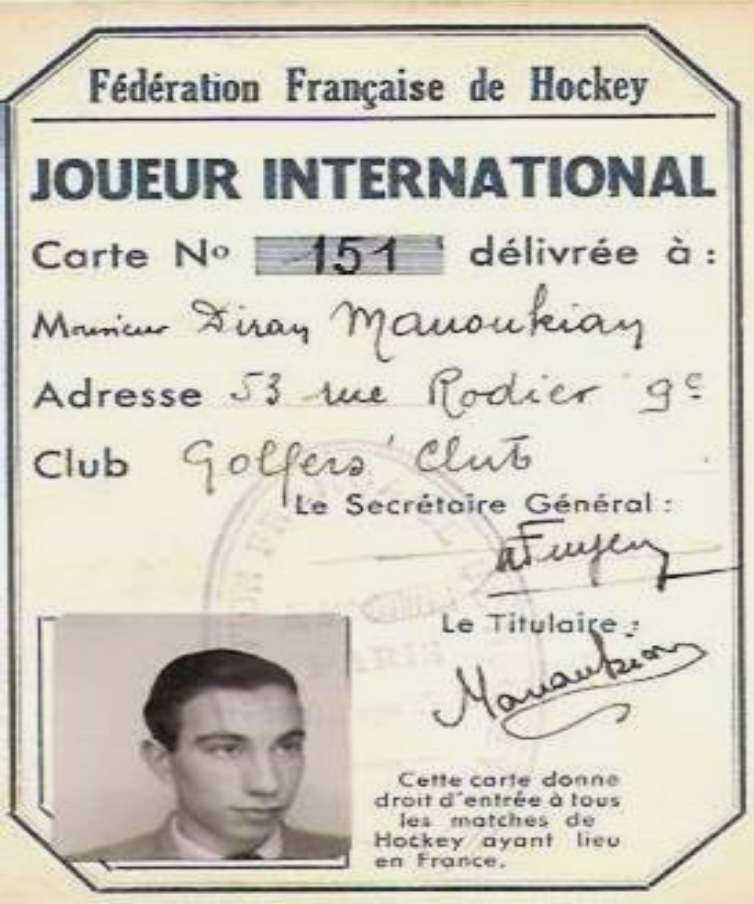 Fédération Française de Hockey
JOUEUR INTERNATIONAL
Carte Nº 151 délivrée à :
Monsieur Diran Manoukian
Adresse 53 rue Rodier 9e
Club Golfers' Club
Le Secrétaire Général :
Le Titulaire :
Manoukian
Cette carte donne
droit d'entrée à tous
les matches de
Hockey ayant lieu
en France.
PARIS